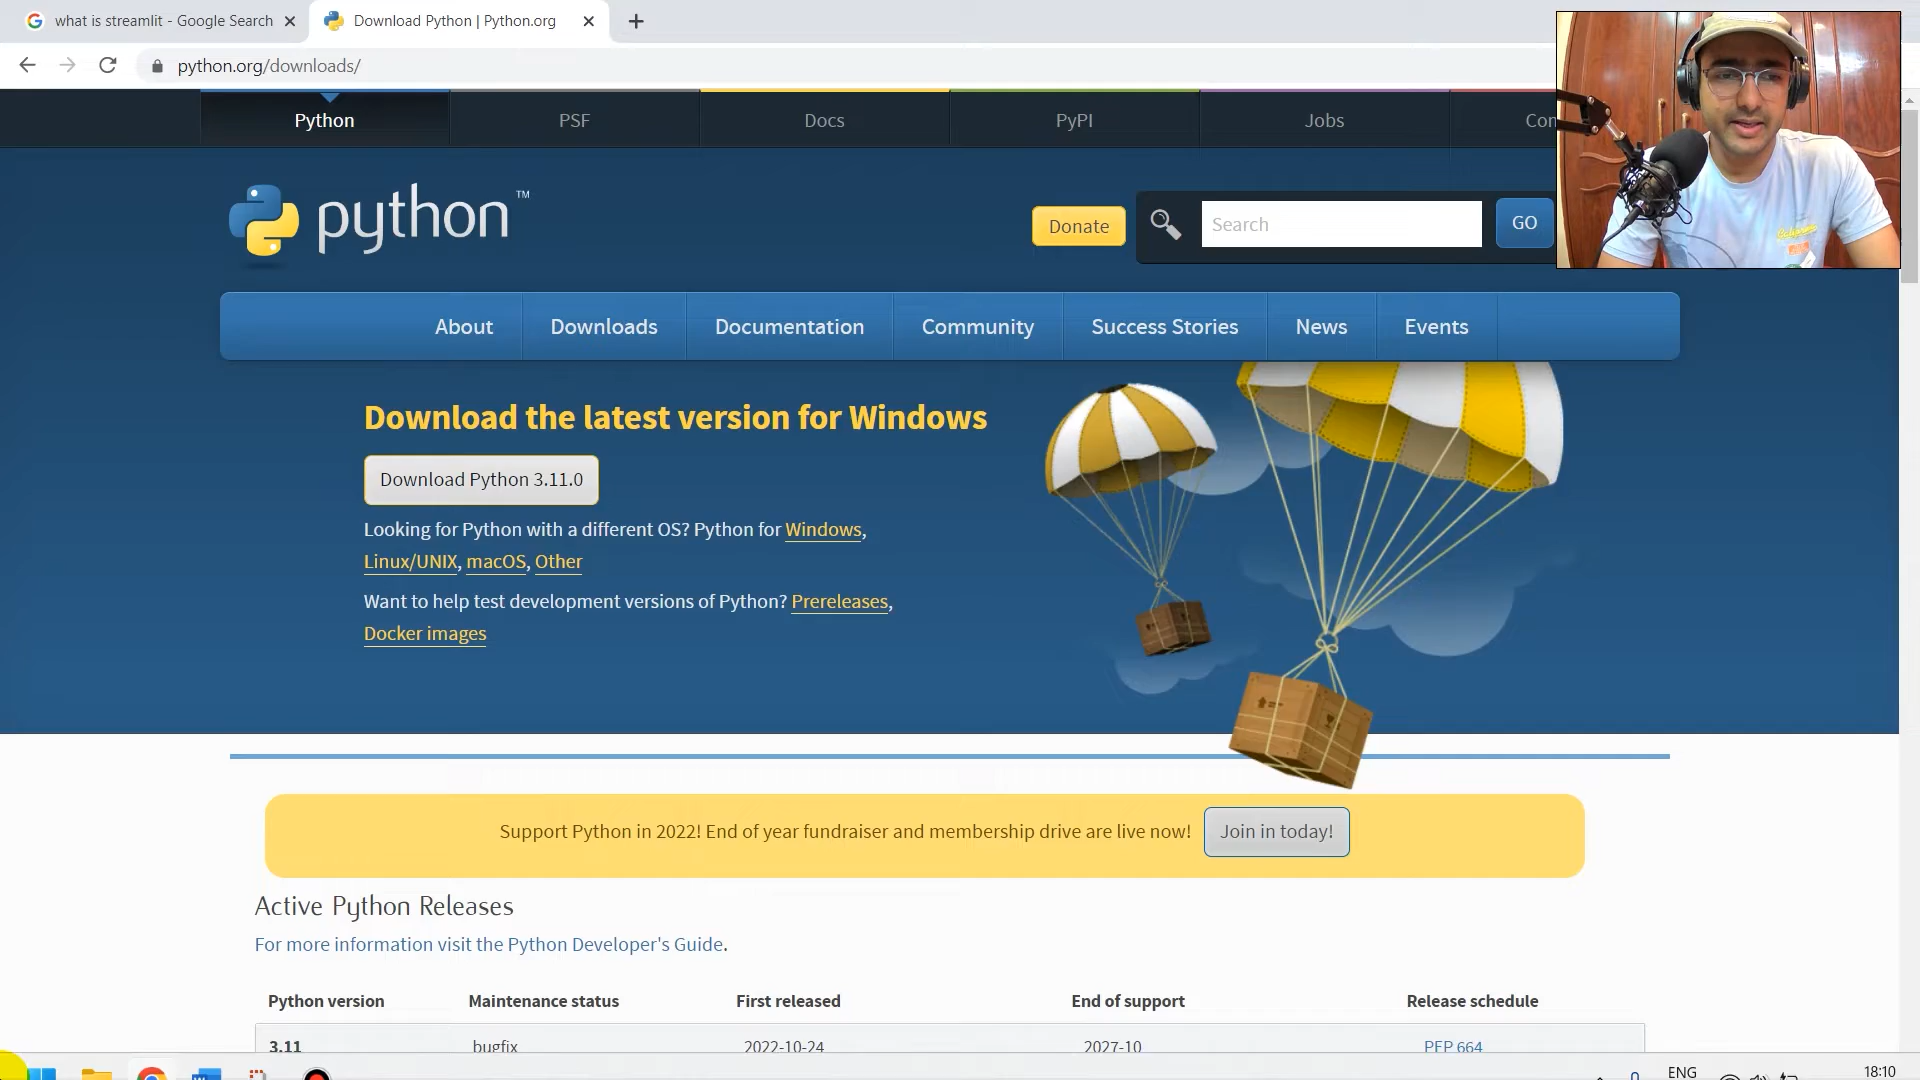 what is streamlit - Google Search
Download Python | Python.org
python.org/downloads/
Python
PSF
Docs
PyPI
Jobs
Con
python™
Donate
Search
GO
About
Downloads
Documentation
Community
Success Stories
News
Events
Download the latest version for Windows
Download Python 3.11.0
Looking for Python with a different OS? Python for Windows,
Linux/UNIX, macOS, Other
Want to help test development versions of Python? Prereleases,
Docker images
Support Python in 2022! End of year fundraiser and membership drive are live now!
Join in today!
Active Python Releases
For more information visit the Python Developer's Guide.
Python version
Maintenance status
First released
End of support
Release schedule
3.11
bugfix
2022-10-24
2027-10
PEP 664
ENG
18:10